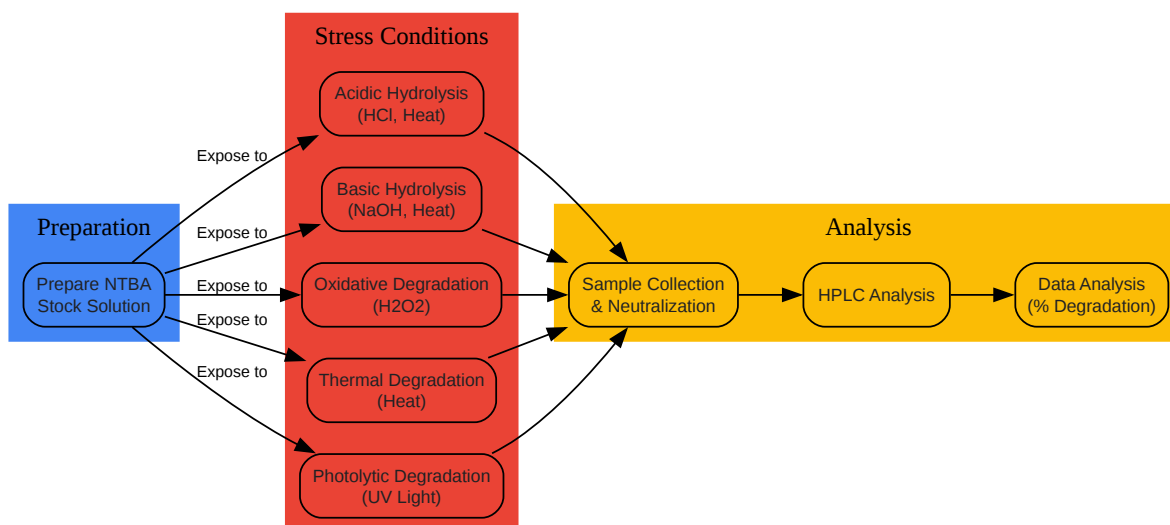 Preparation
Prepare NTBA
Stock Solution
Expose to
Expose to
Expose to
Expose to
Expose to
Stress Conditions
Acidic Hydrolysis
(HCl, Heat)
Basic Hydrolysis
(NaOH, Heat)
Oxidative Degradation
(H2O2)
Thermal Degradation
(Heat)
Photolytic Degradation
(UV Light)
Analysis
Sample Collection
& Neutralization
HPLC Analysis
Data Analysis
(% Degradation)